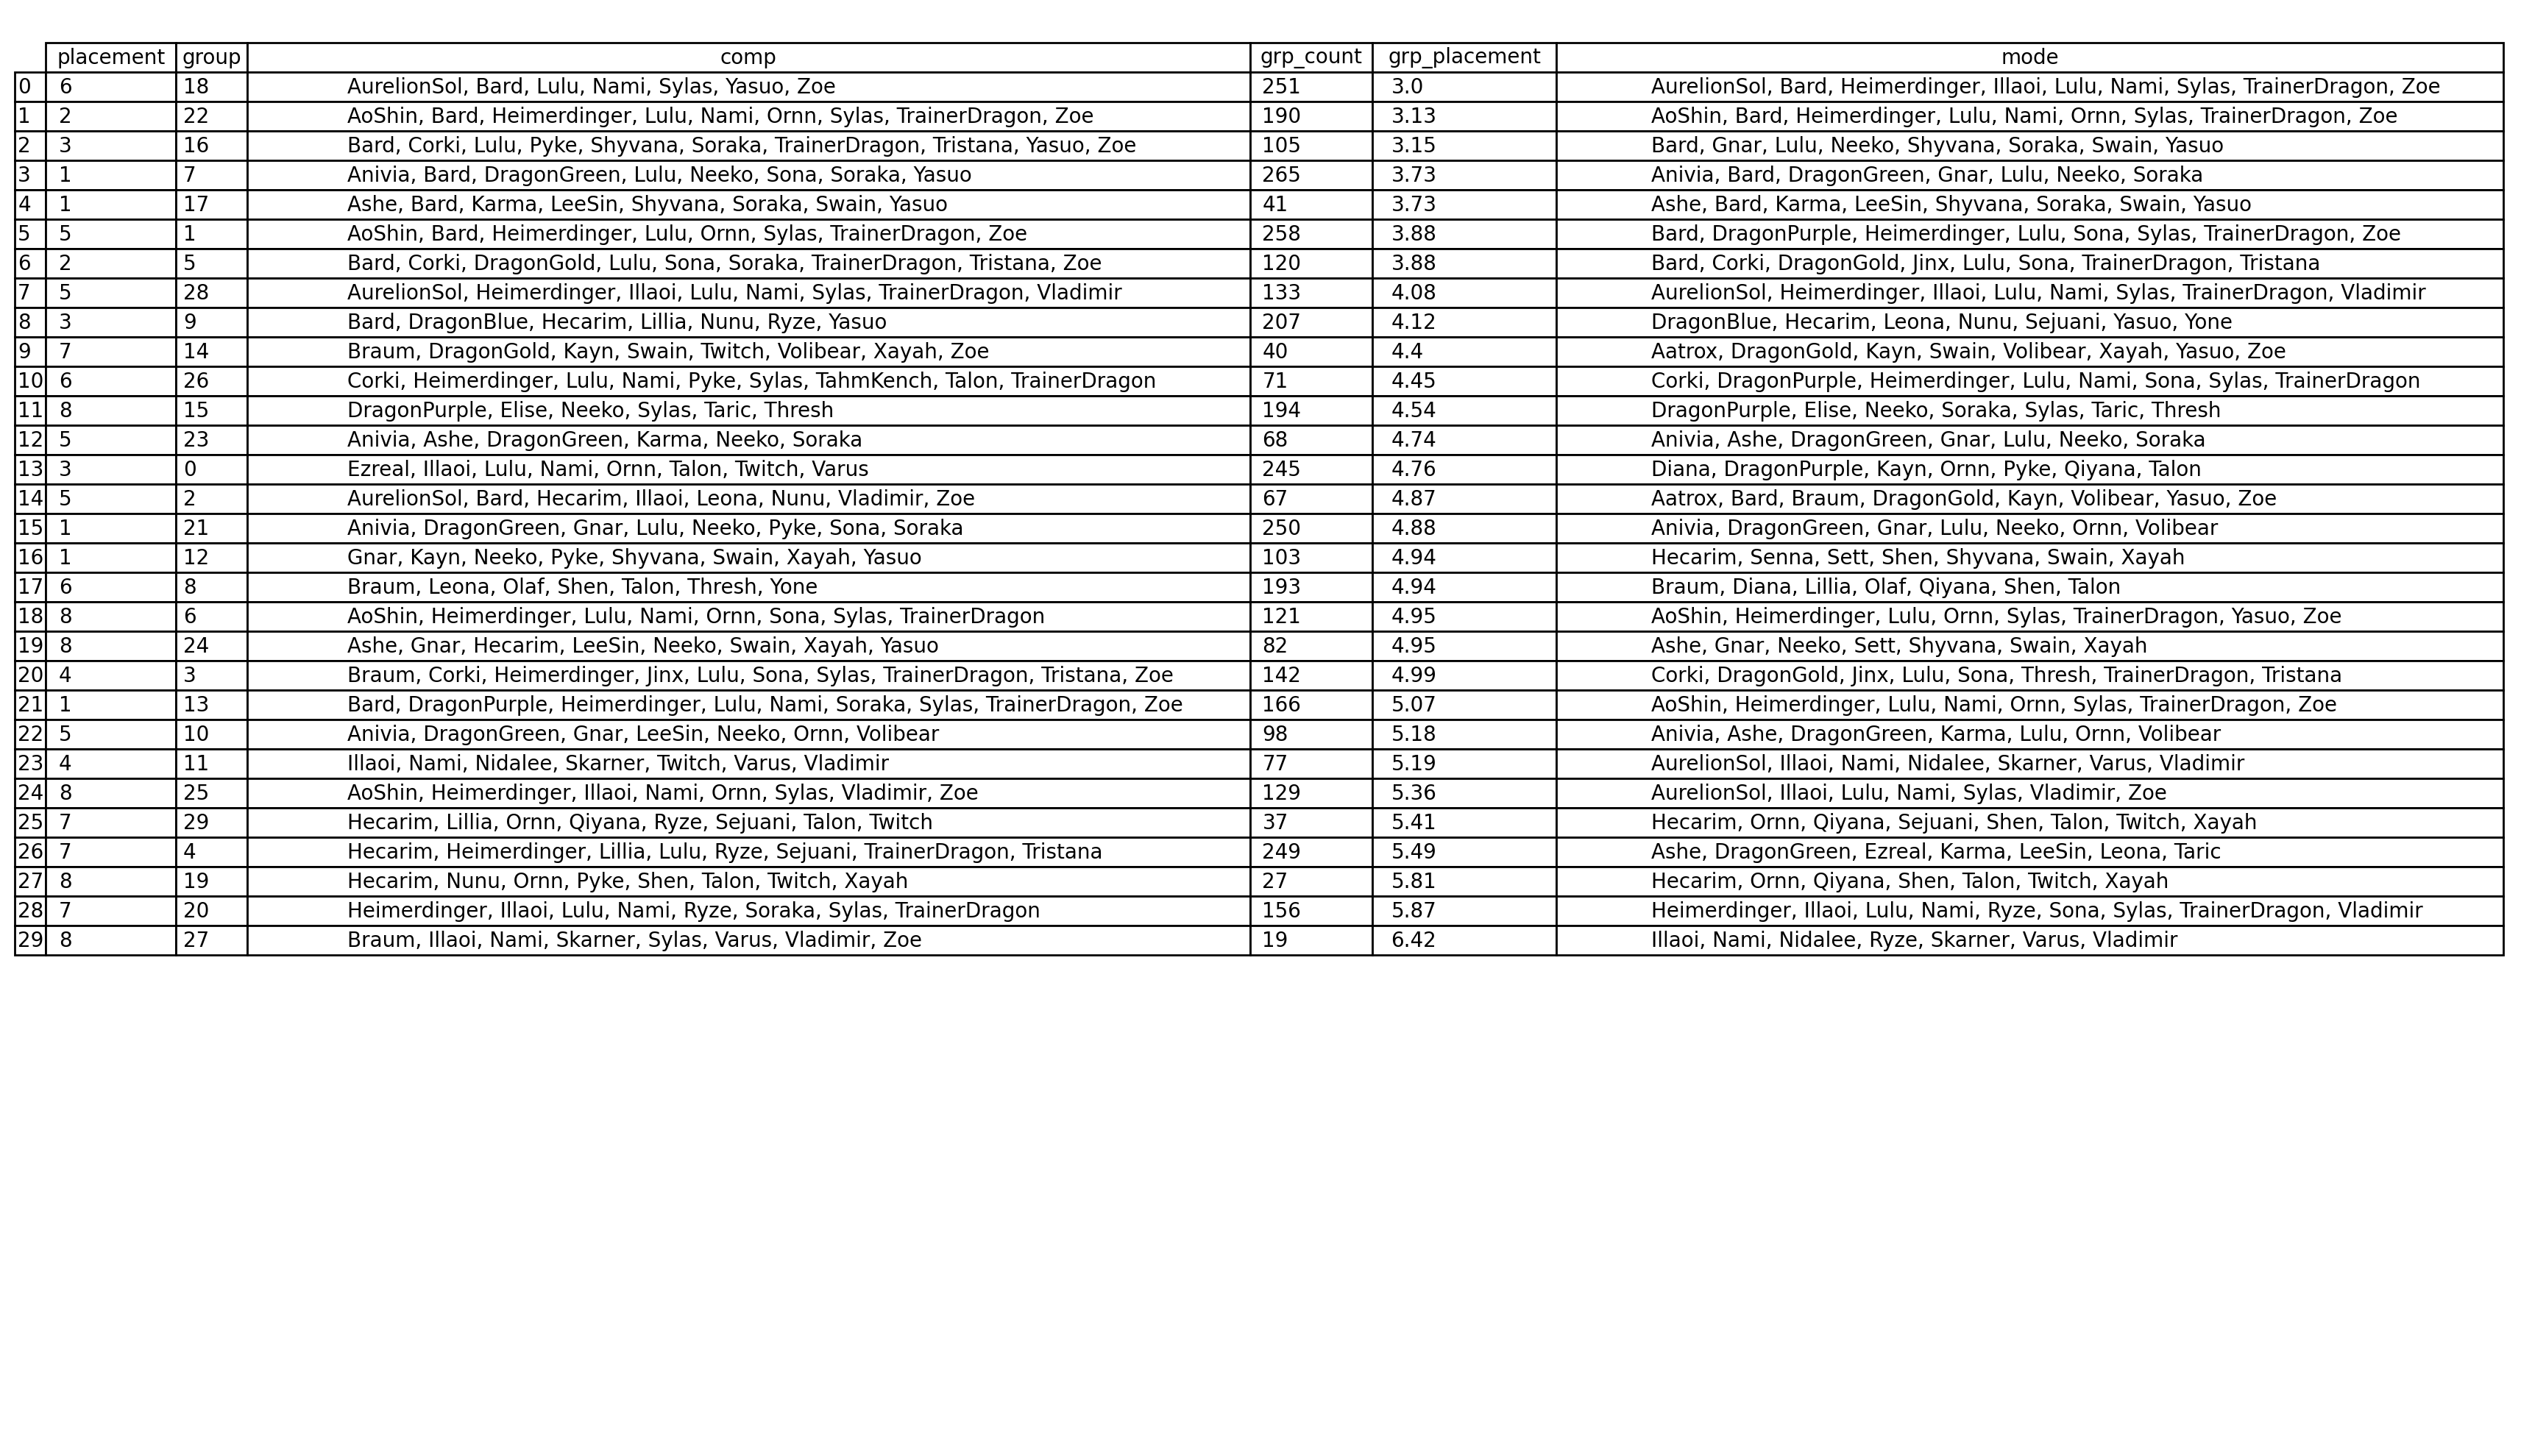 placement group comp grp_count grp_placement mode
0 6 18 AurelionSol, Bard, Lulu, Nami, Sylas, Yasuo, Zoe 251 3.0 AurelionSol, Bard, Heimerdinger, Illaoi, Lulu, Nami, Sylas, TrainerDragon, Zoe
1 2 22 AoShin, Bard, Heimerdinger, Lulu, Nami, Ornn, Sylas, TrainerDragon, Zoe 190 3.13 AoShin, Bard, Heimerdinger, Lulu, Nami, Ornn, Sylas, TrainerDragon, Zoe
2 3 16 Bard, Corki, Lulu, Pyke, Shyvana, Soraka, TrainerDragon, Tristana, Yasuo, Zoe 105 3.15 Bard, Gnar, Lulu, Neeko, Shyvana, Soraka, Swain, Yasuo
3 1 7 Anivia, Bard, DragonGreen, Lulu, Neeko, Sona, Soraka, Yasuo 265 3.73 Anivia, Bard, DragonGreen, Gnar, Lulu, Neeko, Soraka
4 1 17 Ashe, Bard, Karma, LeeSin, Shyvana, Soraka, Swain, Yasuo 41 3.73 Ashe, Bard, Karma, LeeSin, Shyvana, Soraka, Swain, Yasuo
5 5 1 AoShin, Bard, Heimerdinger, Lulu, Ornn, Sylas, TrainerDragon, Zoe 258 3.88 Bard, DragonPurple, Heimerdinger, Lulu, Sona, Sylas, TrainerDragon, Zoe
6 2 5 Bard, Corki, DragonGold, Lulu, Sona, Soraka, TrainerDragon, Tristana, Zoe 120 3.88 Bard, Corki, DragonGold, Jinx, Lulu, Sona, TrainerDragon, Tristana
7 5 28 AurelionSol, Heimerdinger, Illaoi, Lulu, Nami, Sylas, TrainerDragon, Vladimir 133 4.08 AurelionSol, Heimerdinger, Illaoi, Lulu, Nami, Sylas, TrainerDragon, Vladimir
8 3 9 Bard, DragonBlue, Hecarim, Lillia, Nunu, Ryze, Yasuo 207 4.12 DragonBlue, Hecarim, Leona, Nunu, Sejuani, Yasuo, Yone
9 7 14 Braum, DragonGold, Kayn, Swain, Twitch, Volibear, Xayah, Zoe 40 4.4 Aatrox, DragonGold, Kayn, Swain, Volibear, Xayah, Yasuo, Zoe
10 6 26 Corki, Heimerdinger, Lulu, Nami, Pyke, Sylas, TahmKench, Talon, TrainerDragon 71 4.45 Corki, DragonPurple, Heimerdinger, Lulu, Nami, Sona, Sylas, TrainerDragon
11 8 15 DragonPurple, Elise, Neeko, Sylas, Taric, Thresh 194 4.54 DragonPurple, Elise, Neeko, Soraka, Sylas, Taric, Thresh
12 5 23 Anivia, Ashe, DragonGreen, Karma, Neeko, Soraka 68 4.74 Anivia, Ashe, DragonGreen, Gnar, Lulu, Neeko, Soraka
13 3 0 Ezreal, Illaoi, Lulu, Nami, Ornn, Talon, Twitch, Varus 245 4.76 Diana, DragonPurple, Kayn, Ornn, Pyke, Qiyana, Talon
14 5 2 AurelionSol, Bard, Hecarim, Illaoi, Leona, Nunu, Vladimir, Zoe 67 4.87 Aatrox, Bard, Braum, DragonGold, Kayn, Volibear, Yasuo, Zoe
15 1 21 Anivia, DragonGreen, Gnar, Lulu, Neeko, Pyke, Sona, Soraka 250 4.88 Anivia, DragonGreen, Gnar, Lulu, Neeko, Ornn, Volibear
16 1 12 Gnar, Kayn, Neeko, Pyke, Shyvana, Swain, Xayah, Yasuo 103 4.94 Hecarim, Senna, Sett, Shen, Shyvana, Swain, Xayah
17 6 8 Braum, Leona, Olaf, Shen, Talon, Thresh, Yone 193 4.94 Braum, Diana, Lillia, Olaf, Qiyana, Shen, Talon
18 8 6 AoShin, Heimerdinger, Lulu, Nami, Ornn, Sona, Sylas, TrainerDragon 121 4.95 AoShin, Heimerdinger, Lulu, Ornn, Sylas, TrainerDragon, Yasuo, Zoe
19 8 24 Ashe, Gnar, Hecarim, LeeSin, Neeko, Swain, Xayah, Yasuo 82 4.95 Ashe, Gnar, Neeko, Sett, Shyvana, Swain, Xayah
20 4 3 Braum, Corki, Heimerdinger, Jinx, Lulu, Sona, Sylas, TrainerDragon, Tristana, Zoe 142 4.99 Corki, DragonGold, Jinx, Lulu, Sona, Thresh, TrainerDragon, Tristana
21 1 13 Bard, DragonPurple, Heimerdinger, Lulu, Nami, Soraka, Sylas, TrainerDragon, Zoe 166 5.07 AoShin, Heimerdinger, Lulu, Nami, Ornn, Sylas, TrainerDragon, Zoe
22 5 10 Anivia, DragonGreen, Gnar, LeeSin, Neeko, Ornn, Volibear 98 5.18 Anivia, Ashe, DragonGreen, Karma, Lulu, Ornn, Volibear
23 4 11 Illaoi, Nami, Nidalee, Skarner, Twitch, Varus, Vladimir 77 5.19 AurelionSol, Illaoi, Nami, Nidalee, Skarner, Varus, Vladimir
24 8 25 AoShin, Heimerdinger, Illaoi, Nami, Ornn, Sylas, Vladimir, Zoe 129 5.36 AurelionSol, Illaoi, Lulu, Nami, Sylas, Vladimir, Zoe
25 7 29 Hecarim, Lillia, Ornn, Qiyana, Ryze, Sejuani, Talon, Twitch 37 5.41 Hecarim, Ornn, Qiyana, Sejuani, Shen, Talon, Twitch, Xayah
26 7 4 Hecarim, Heimerdinger, Lillia, Lulu, Ryze, Sejuani, TrainerDragon, Tristana 249 5.49 Ashe, DragonGreen, Ezreal, Karma, LeeSin, Leona, Taric
27 8 19 Hecarim, Nunu, Ornn, Pyke, Shen, Talon, Twitch, Xayah 27 5.81 Hecarim, Ornn, Qiyana, Shen, Talon, Twitch, Xayah
28 7 20 Heimerdinger, Illaoi, Lulu, Nami, Ryze, Soraka, Sylas, TrainerDragon 156 5.87 Heimerdinger, Illaoi, Lulu, Nami, Ryze, Sona, Sylas, TrainerDragon, Vladimir
29 8 27 Braum, Illaoi, Nami, Skarner, Sylas, Varus, Vladimir, Zoe 19 6.42 Illaoi, Nami, Nidalee, Ryze, Skarner, Varus, Vladimir